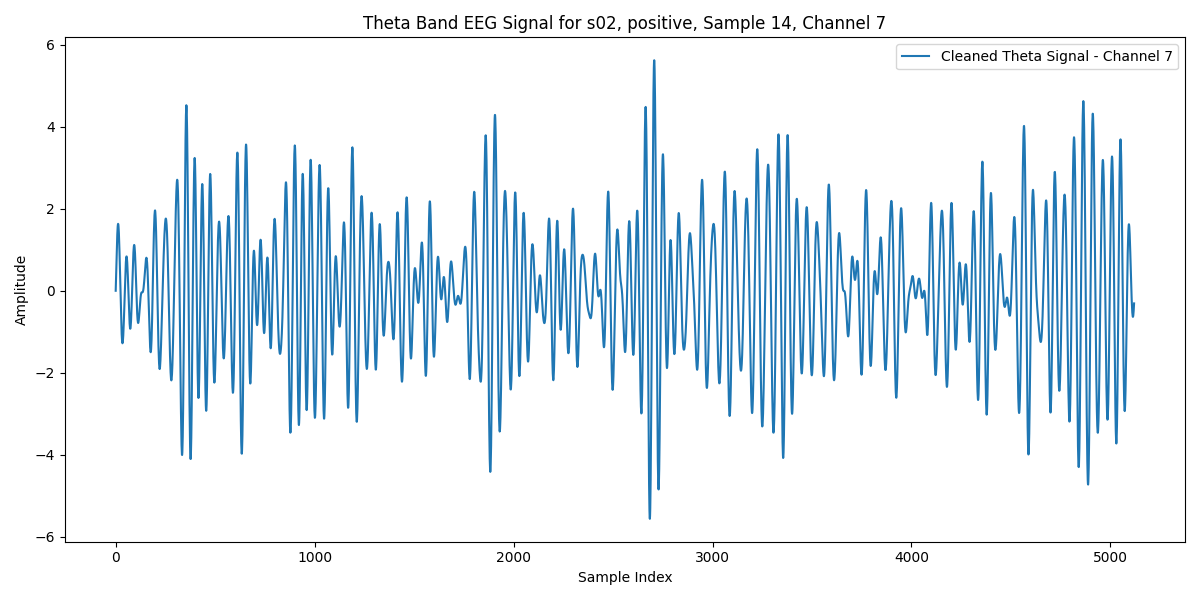 Theta Band EEG Signal for s02, positive, Sample 14, Channel 7
Cleaned Theta Signal - Channel 7
Amplitude
6
4
2
0
−2
−4
−6
0 1000 2000 3000 4000 5000
Sample Index